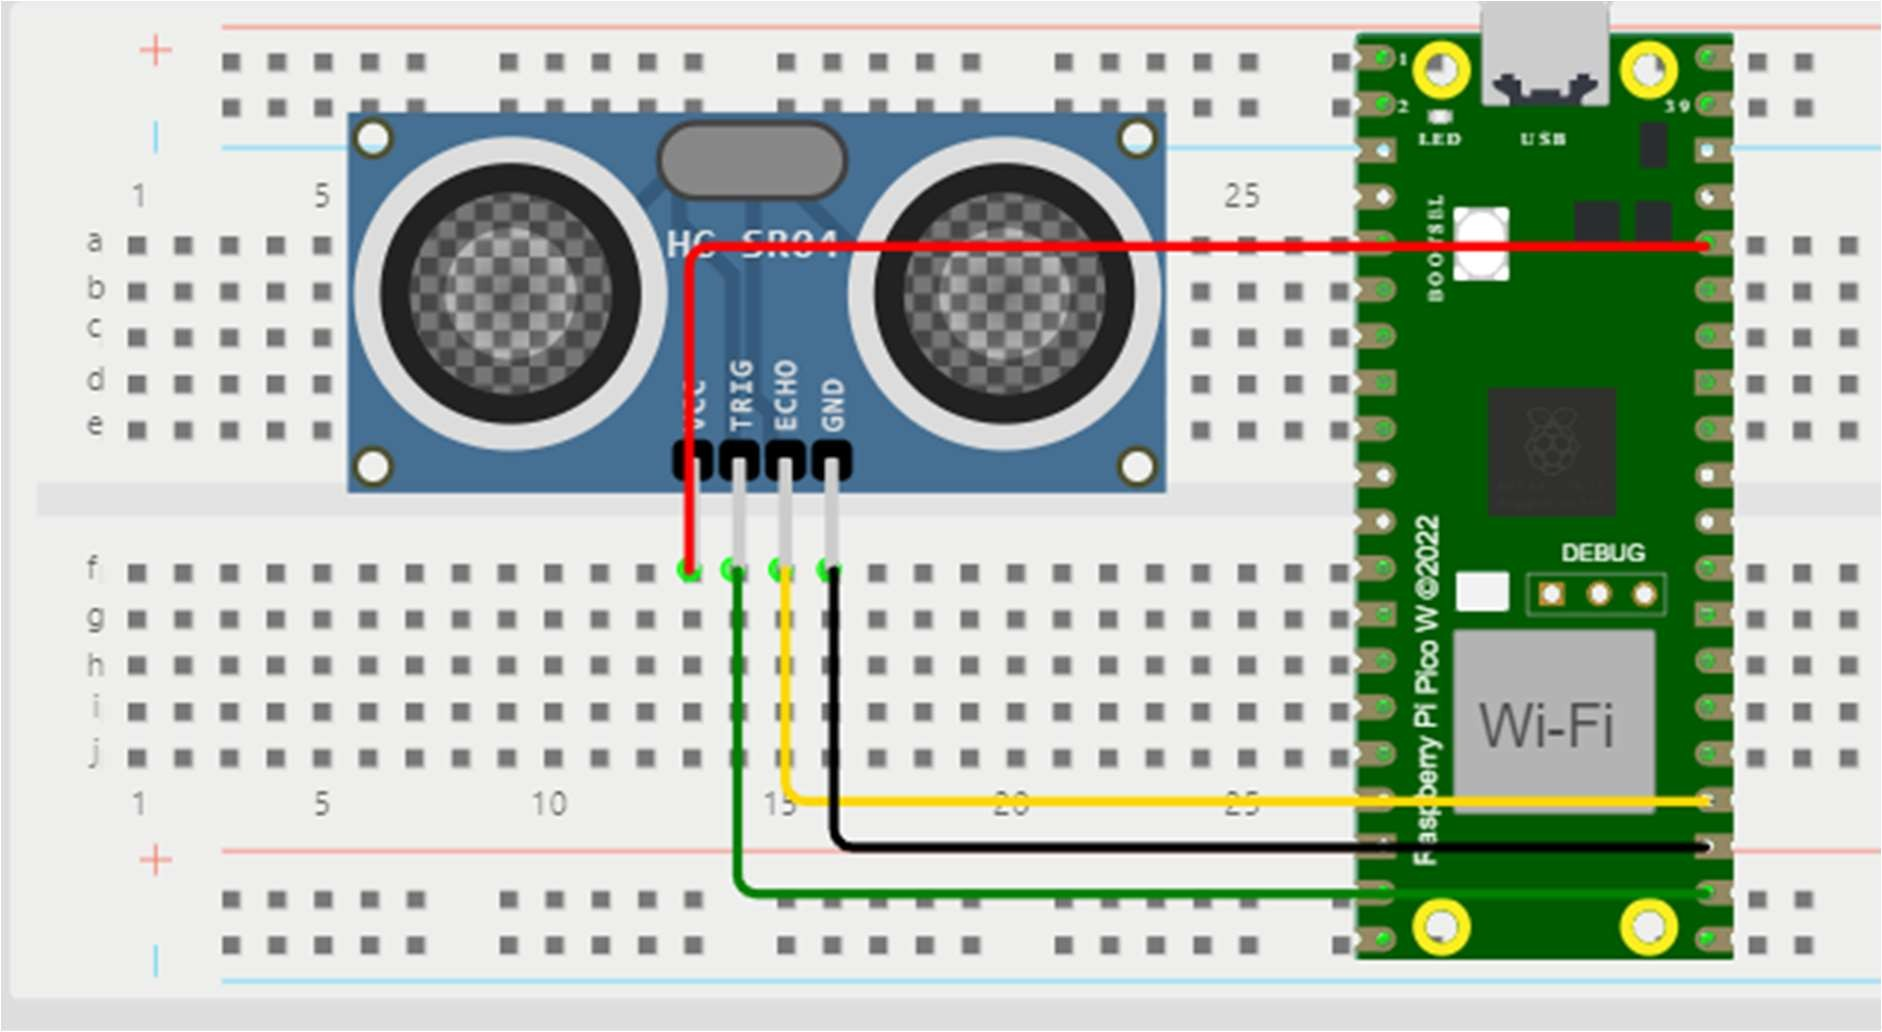 +
1
2
39
LED
USB
1
5
25
a
b
c
d
e
HC SR04
BOOTSEL
VCC
TRIG
ECHO
GND
DEBUG
f
g
h
i
j
Raspberry Pi Pico W ©2022
Wi-Fi
1
5
10
15
20
25
+